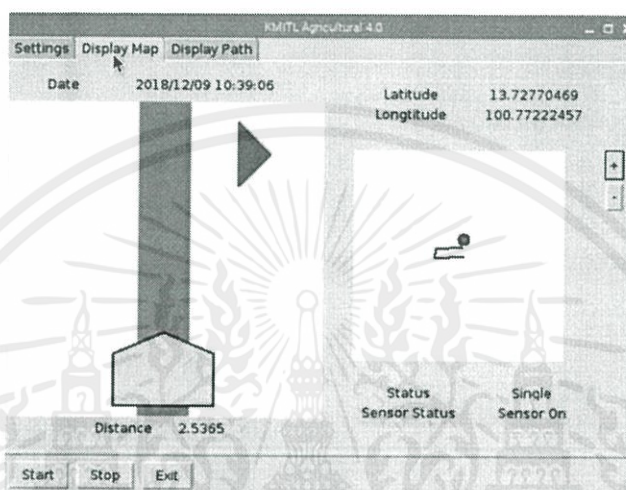 KMITL Agricultural 4.0
Settings Display Map Display Path
Date 2018/12/09 10:39:06
Latitude 13.72770469
Longtitude 100.77222457
+
-
Status Single
Sensor Status Sensor On
Distance 2.5365
Start Stop Exit